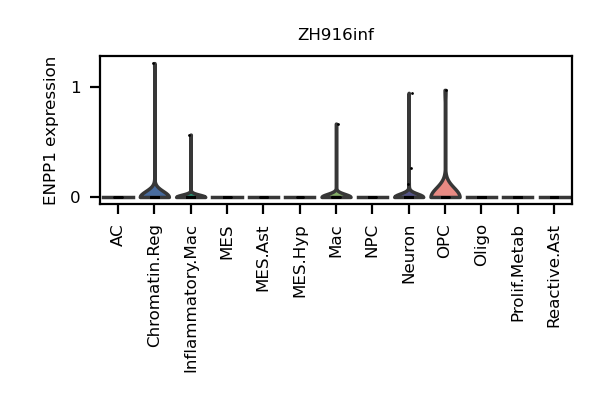 ZH916inf
ENPP1 expression
1
0
AC
Chromatin.Reg
Inflammatory.Mac
MES
MES.Ast
MES.Hyp
Mac
NPC
Neuron
OPC
Oligo
Prolif.Metab
Reactive.Ast